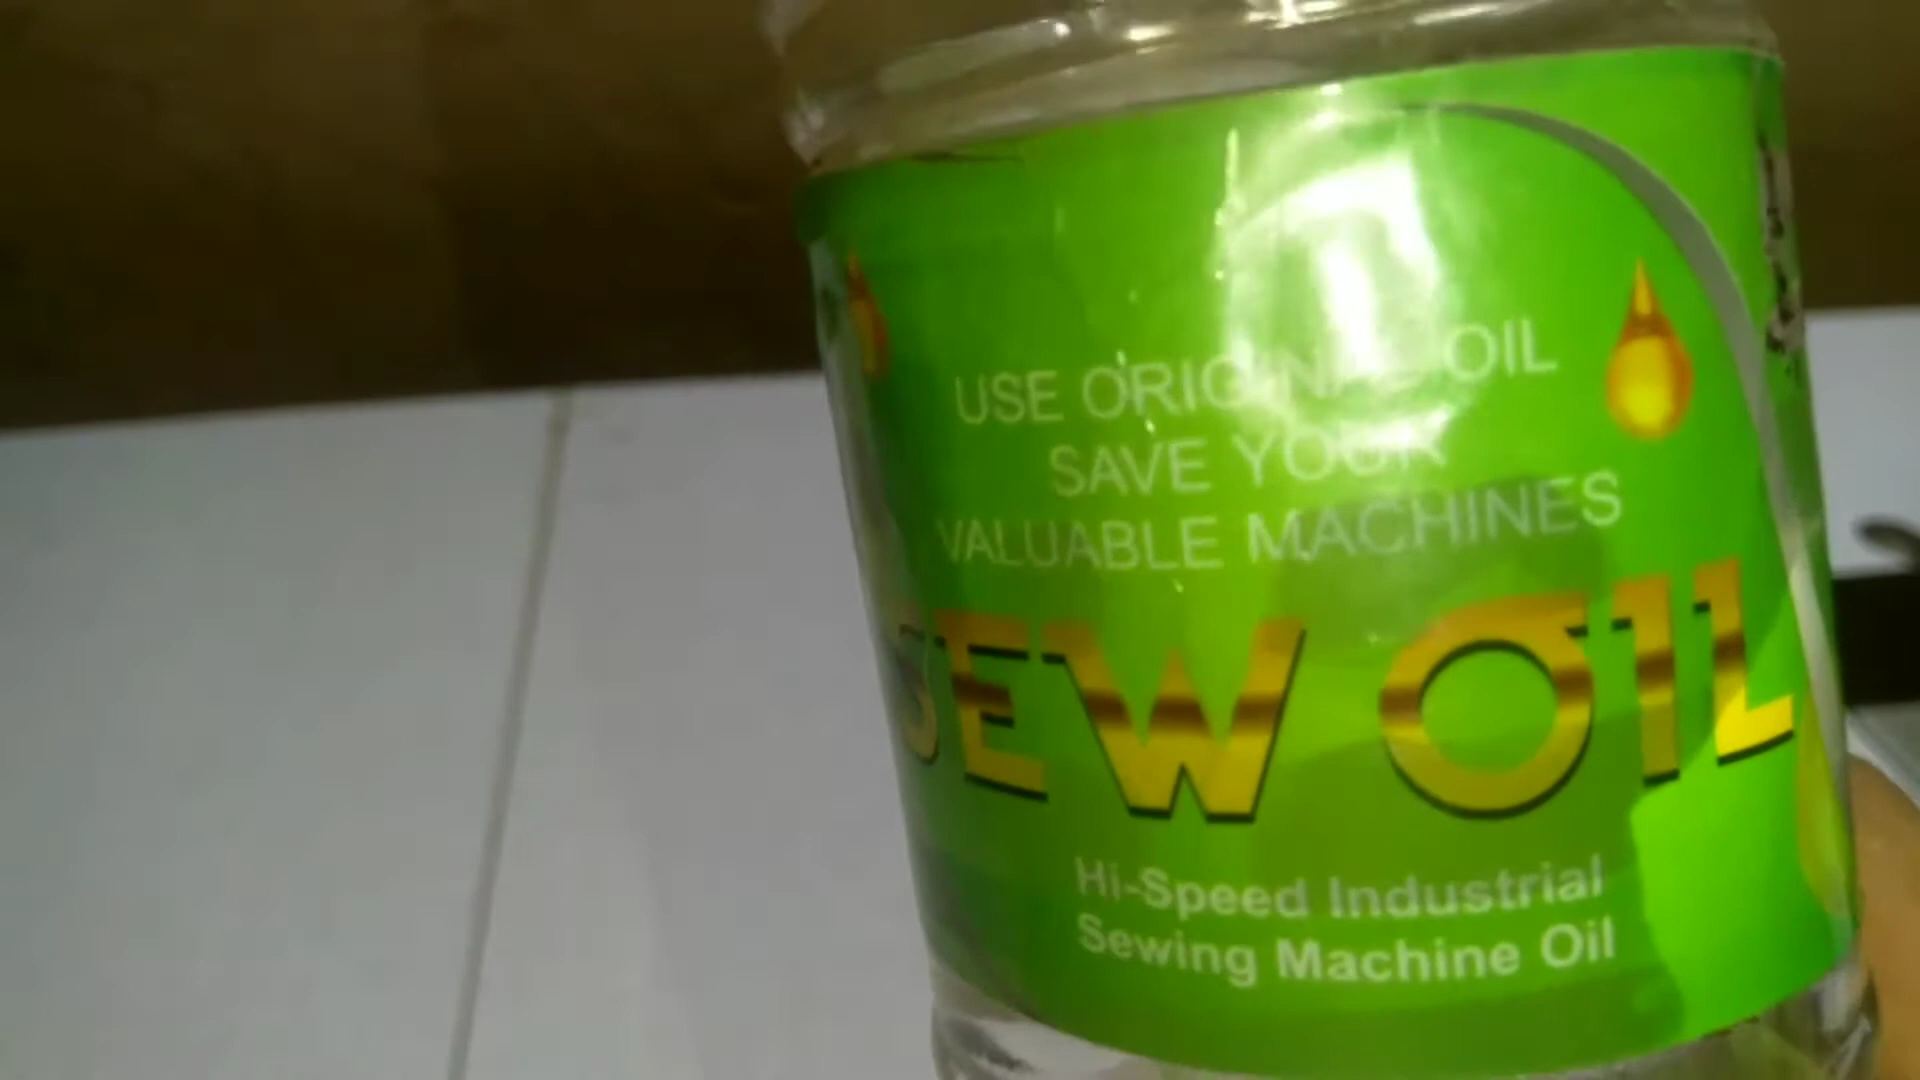 USE ORIGINAL OIL
SAVE YOUR
VALUABLE MACHINES
SEW OIL
Hi-Speed Industrial
Sewing Machine Oil